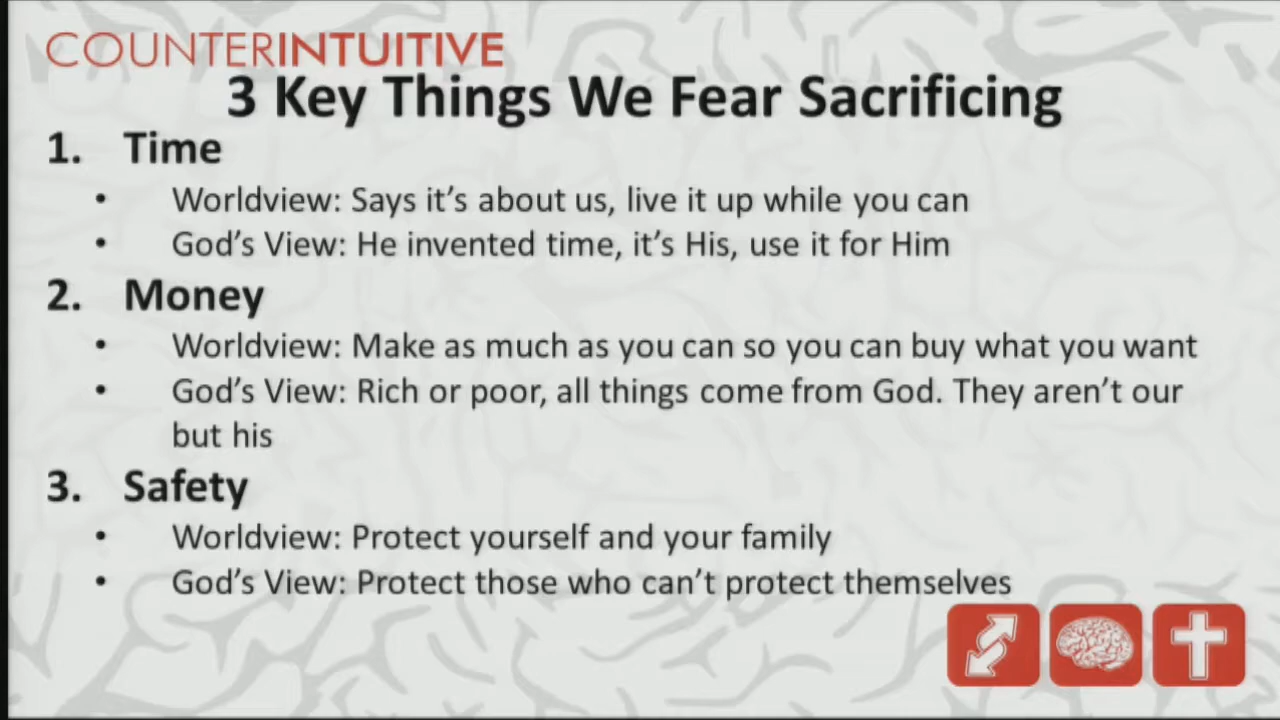 COUNTERINTUITIVE
3 Key Things We Fear Sacrificing
1. Time
• Worldview: Says it's about us, live it up while you can
• God's View: He invented time, it's His, use it for Him
2. Money
• Worldview: Make as much as you can so you can buy what you want
• God's View: Rich or poor, all things come from God. They aren't our
but his
3. Safety
• Worldview: Protect yourself and your family
• God's View: Protect those who can't protect themselves